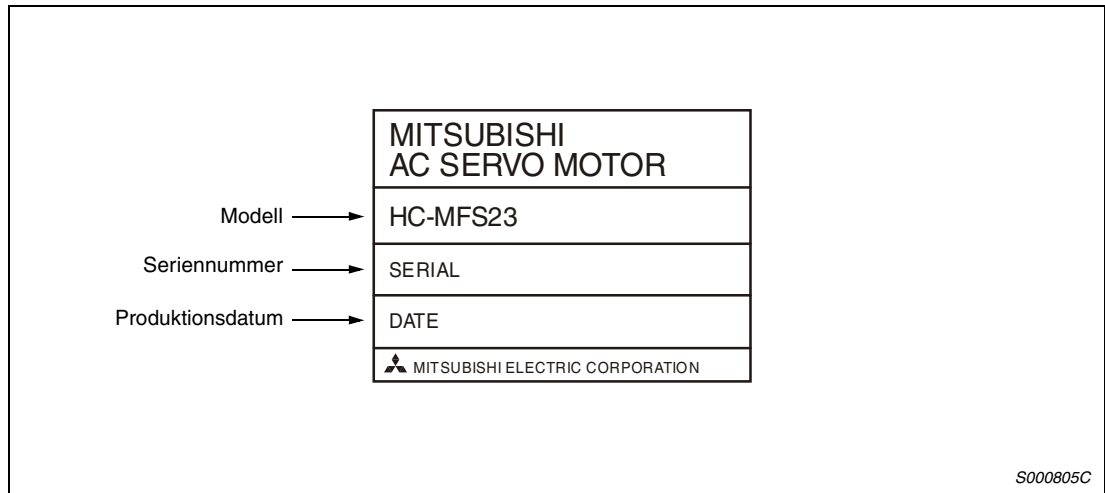 MITSUBISHI
AC SERVO MOTOR
Modell
HC-MFS23
Seriennummer
SERIAL
Produktionsdatum
DATE
MITSUBISHI ELECTRIC CORPORATION
S000805C